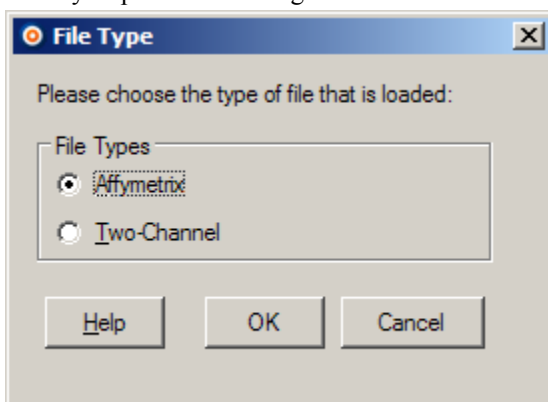 File Type
Please choose the type of file that is loaded:
File Types
Affymetrix
Two-Channel
Help
OK
Cancel